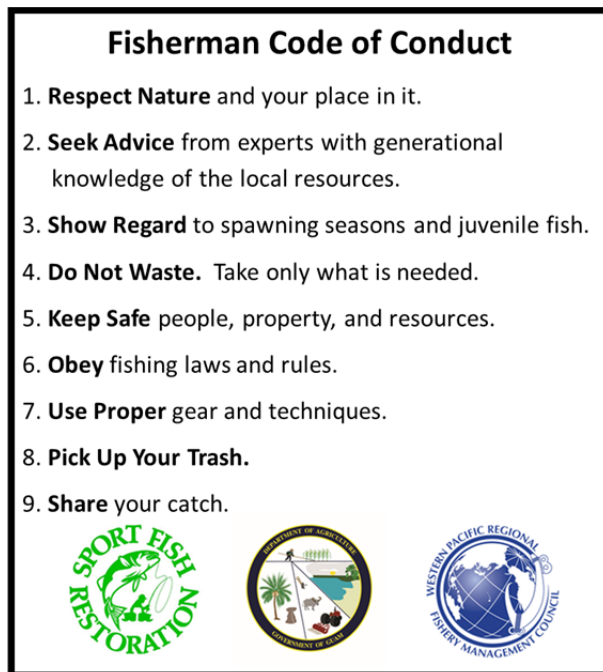 Fisherman Code of Conduct
1. Respect Nature and your place in it.
2. Seek Advice from experts with generational
knowledge of the local resources.
3. Show Regard to spawning seasons and juvenile fish.
4. Do Not Waste. Take only what is needed.
5. Keep Safe people, property, and resources.
6. Obey fishing laws and rules.
7. Use Proper gear and techniques.
8. Pick Up Your Trash.
9. Share your catch.
SPORT FISH
RESTORATION
DEPARTMENT OF AGRICULTURE
GOVERNMENT OF GUAM
WESTERN PACIFIC REGIONAL
FISHERY MANAGEMENT COUNCIL